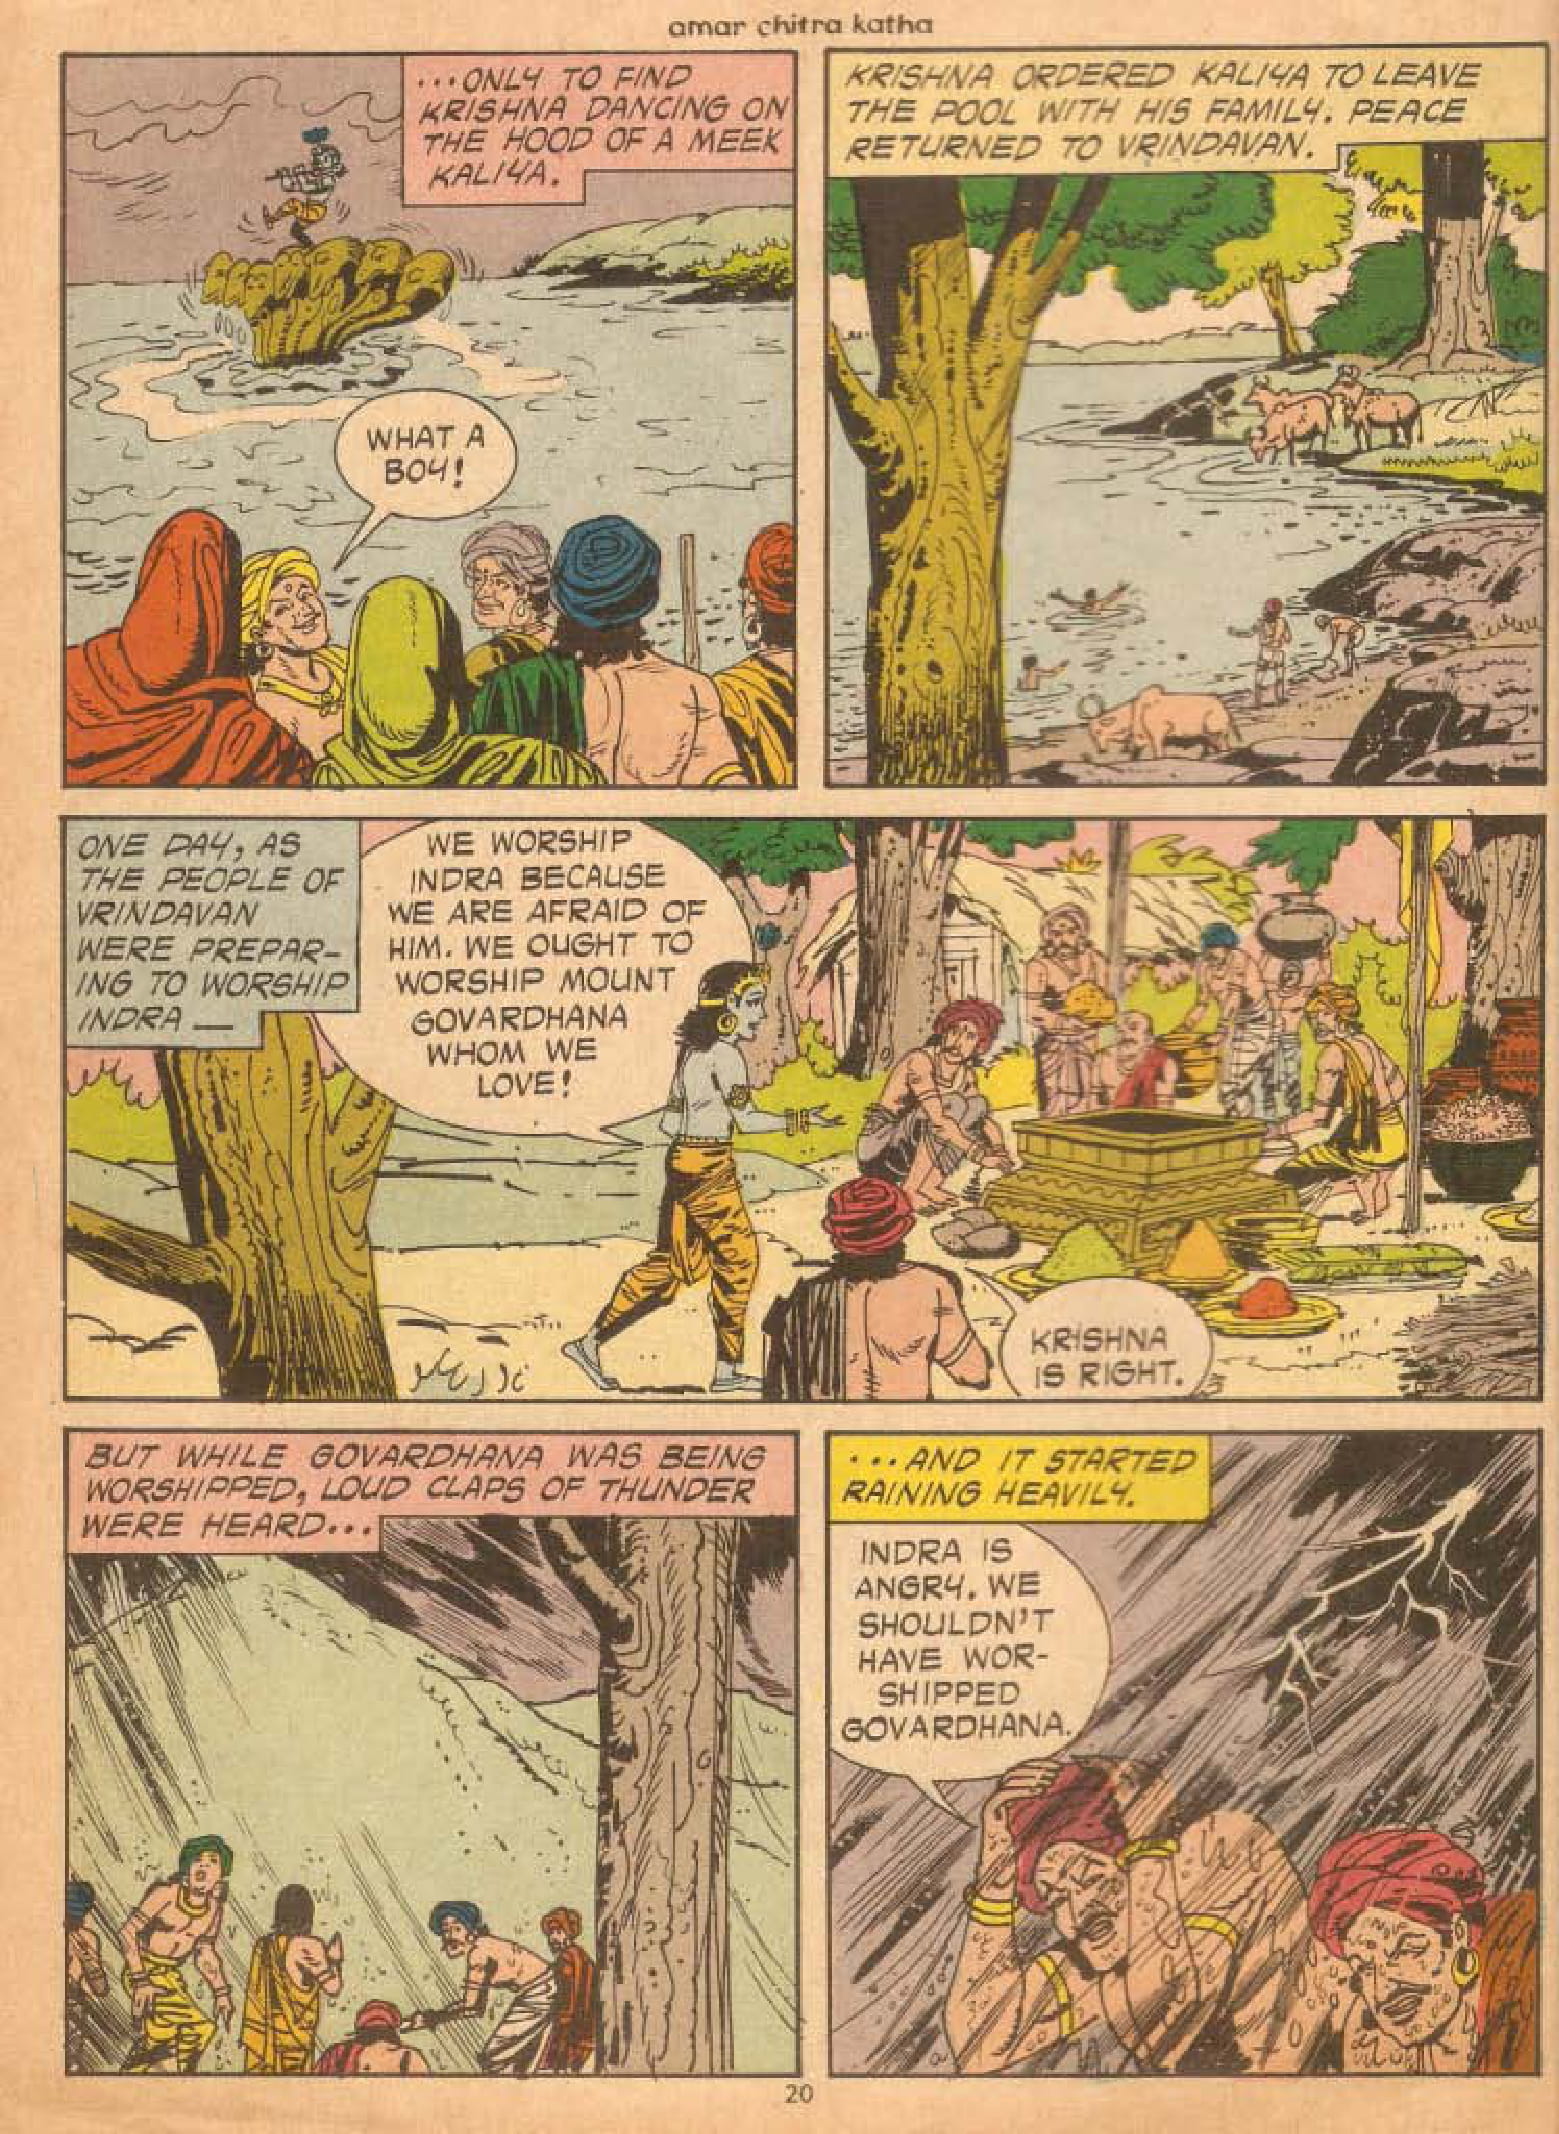 amar chitra katha
...ONLY TO FIND
KRISHNA DANCING ON
THE HOOD OF A MEEK
KALIYA.
WHAT A
BOY!
KRISHNA ORDERED KALIYA TO LEAVE
THE POOL WITH HIS FAMILY. PEACE
RETURNED TO VRINDAVAN.
ONE DAY, AS
THE PEOPLE OF
VRINDAVAN
WERE PREPAR-
ING TO WORSHIP
INDRA —
WE WORSHIP
INDRA BECAUSE
WE ARE AFRAID OF
HIM. WE OUGHT TO
WORSHIP MOUNT
GOVARDHANA
WHOM WE
LOVE!
KRISHNA
IS RIGHT.
BUT WHILE GOVARDHANA WAS BEING
WORSHIPPED, LOUD CLAPS OF THUNDER
WERE HEARD...
...AND IT STARTED
RAINING HEAVILY.
INDRA IS
ANGRY. WE
SHOULDN'T
HAVE WOR-
SHIPPED
GOVARDHANA.
20